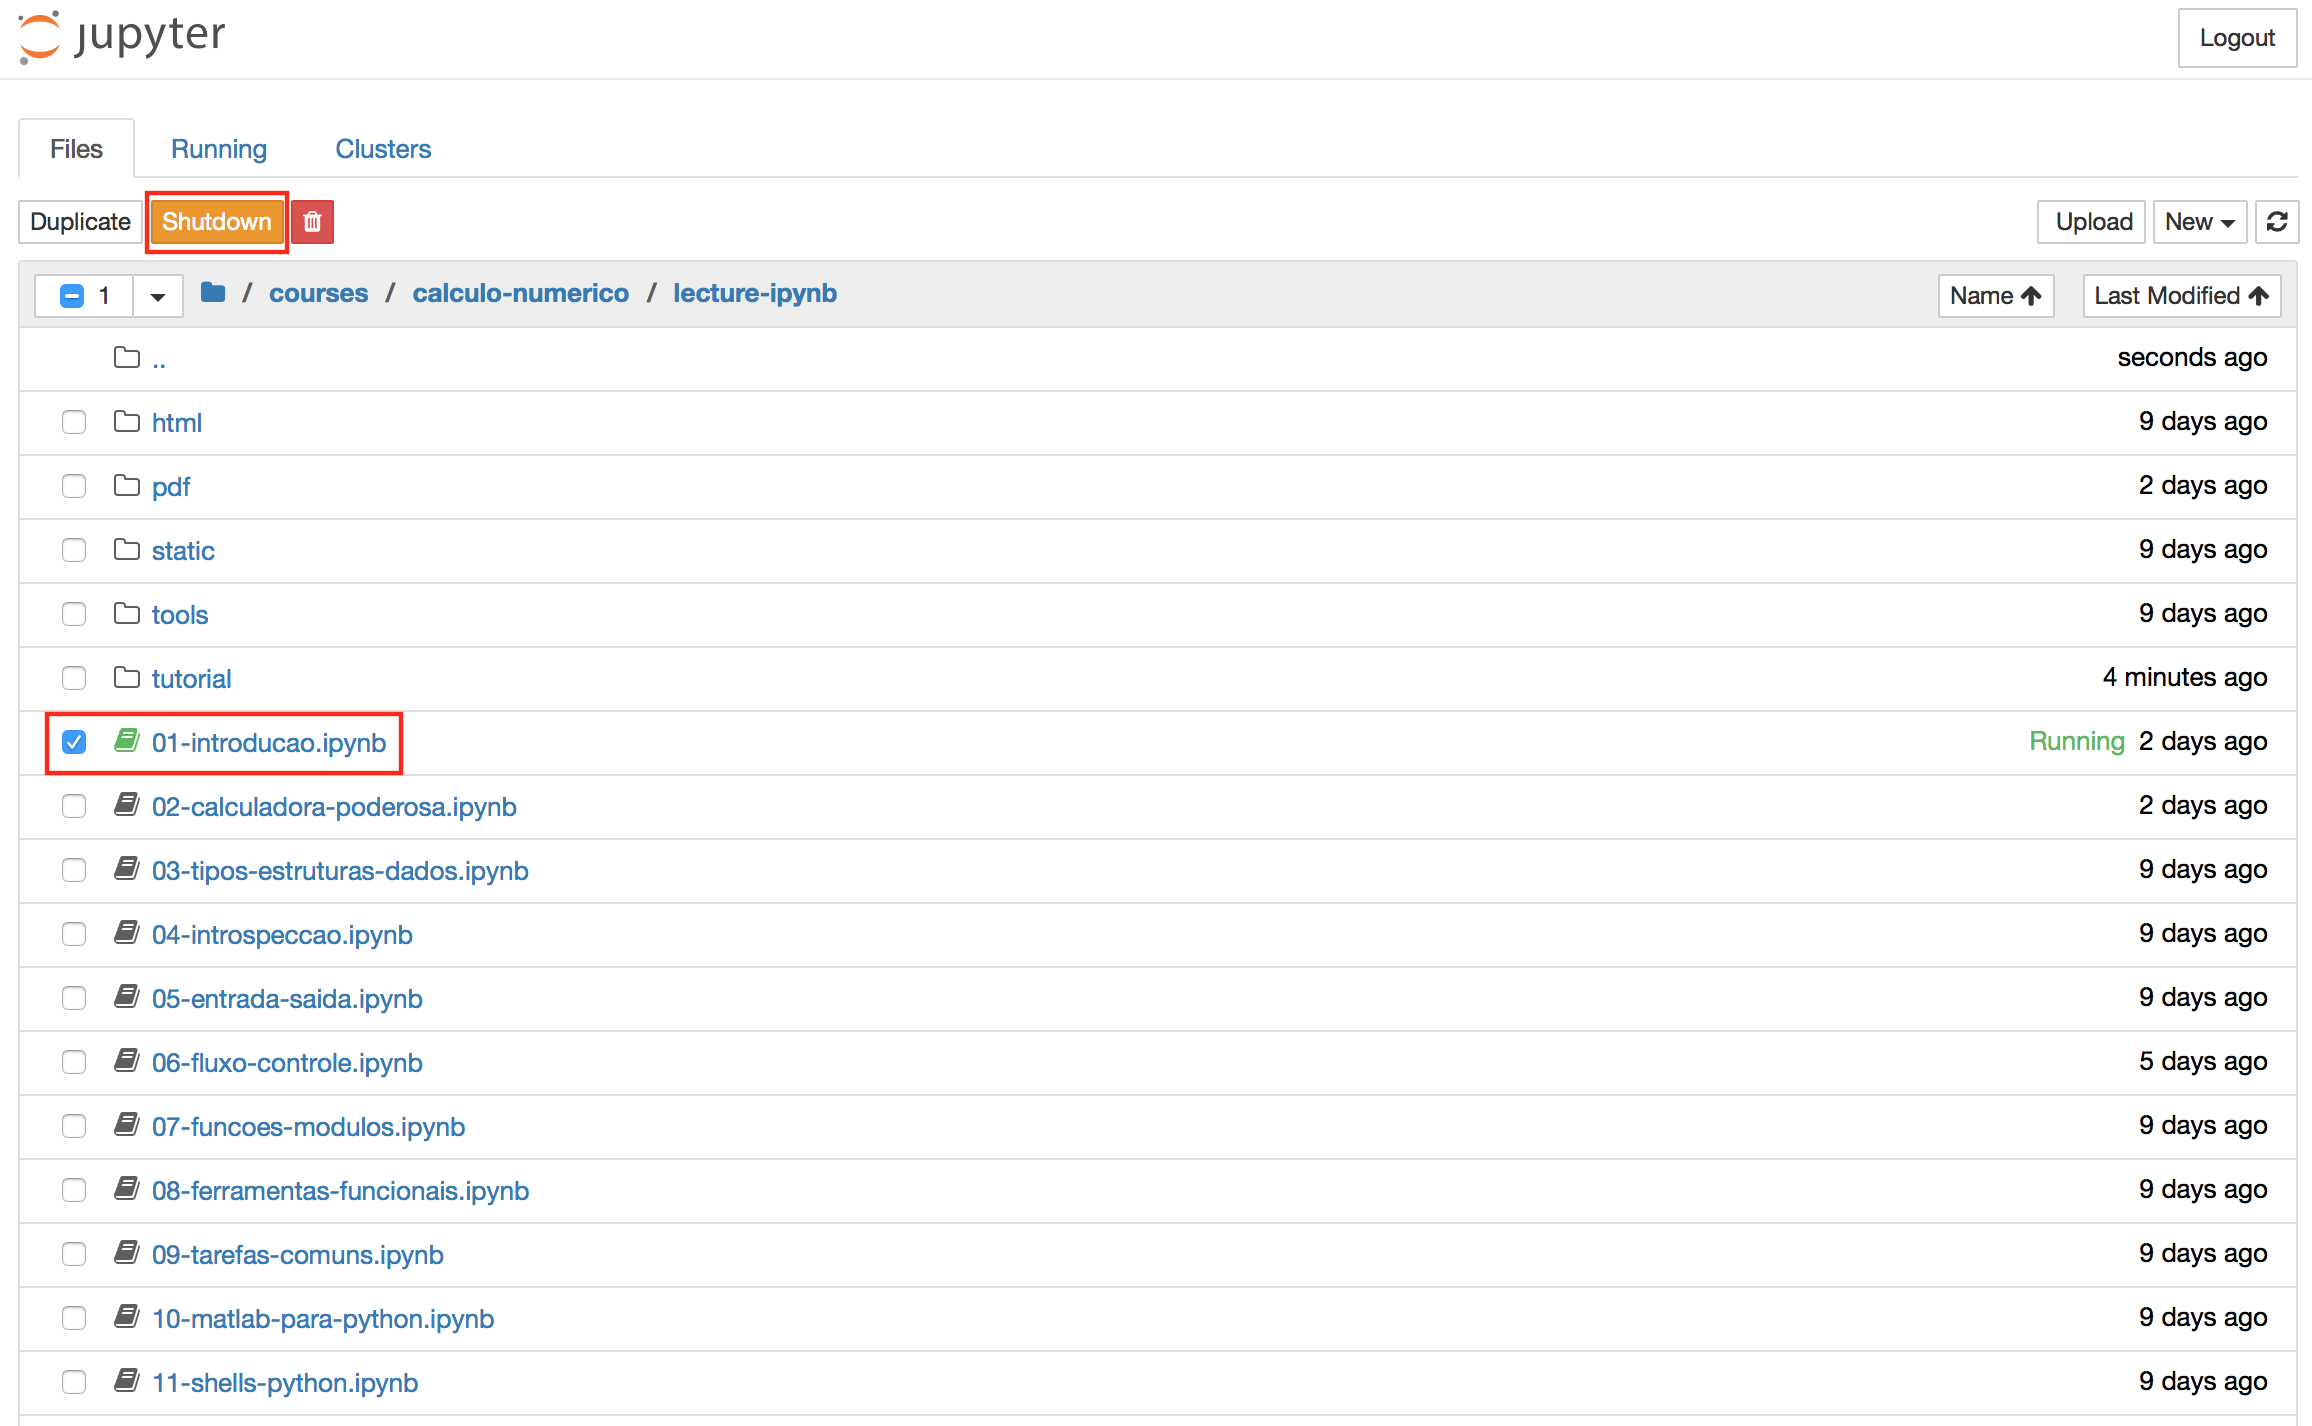 jupyter Logout
Files Running Clusters
Duplicate Shutdown Upload New
1 / courses / calculo-numerico / lecture-ipynb Name Last Modified
.. seconds ago
html 9 days ago
pdf 2 days ago
static 9 days ago
tools 9 days ago
tutorial 4 minutes ago
01-introducao.ipynb Running 2 days ago
02-calculadora-poderosa.ipynb 2 days ago
03-tipos-estruturas-dados.ipynb 9 days ago
04-introspeccao.ipynb 9 days ago
05-entrada-saida.ipynb 9 days ago
06-fluxo-controle.ipynb 5 days ago
07-funcoes-modulos.ipynb 9 days ago
08-ferramentas-funcionais.ipynb 9 days ago
09-tarefas-comuns.ipynb 9 days ago
10-matlab-para-python.ipynb 9 days ago
11-shells-python.ipynb 9 days ago